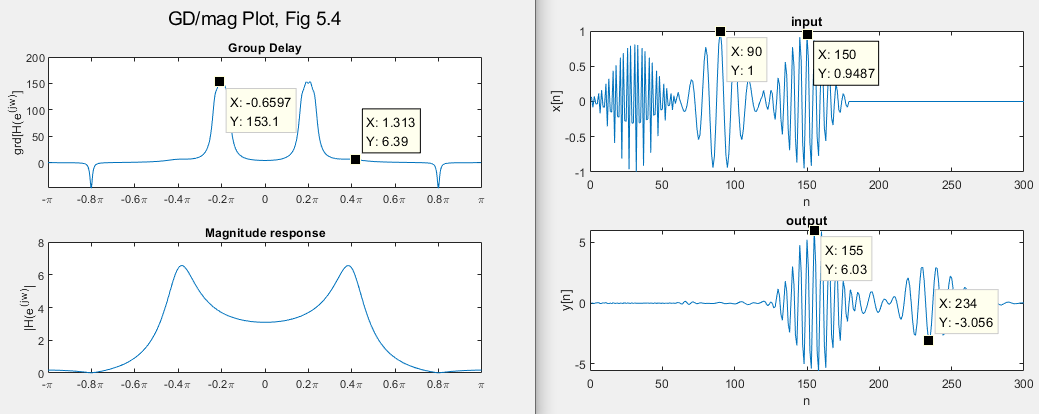 GD/mag Plot, Fig 5.4
Group Delay
grd[H(e^(jw)]
200
150
100
50
0
X: -0.6597
Y: 153.1
X: 1.313
Y: 6.39
-π -0.8π -0.6π -0.4π -0.2π 0 0.2π 0.4π 0.6π 0.8π π
Magnitude response
|H(e^(jw)|
8
6
4
2
0
-π -0.8π -0.6π -0.4π -0.2π 0 0.2π 0.4π 0.6π 0.8π π
input
x[n]
1
0.5
0
-0.5
-1
X: 90
Y: 1
X: 150
Y: 0.9487
0 50 100 150 200 250 300
n
output
y[n]
5
0
-5
X: 155
Y: 6.03
X: 234
Y: -3.056
0 50 100 150 200 250 300
n